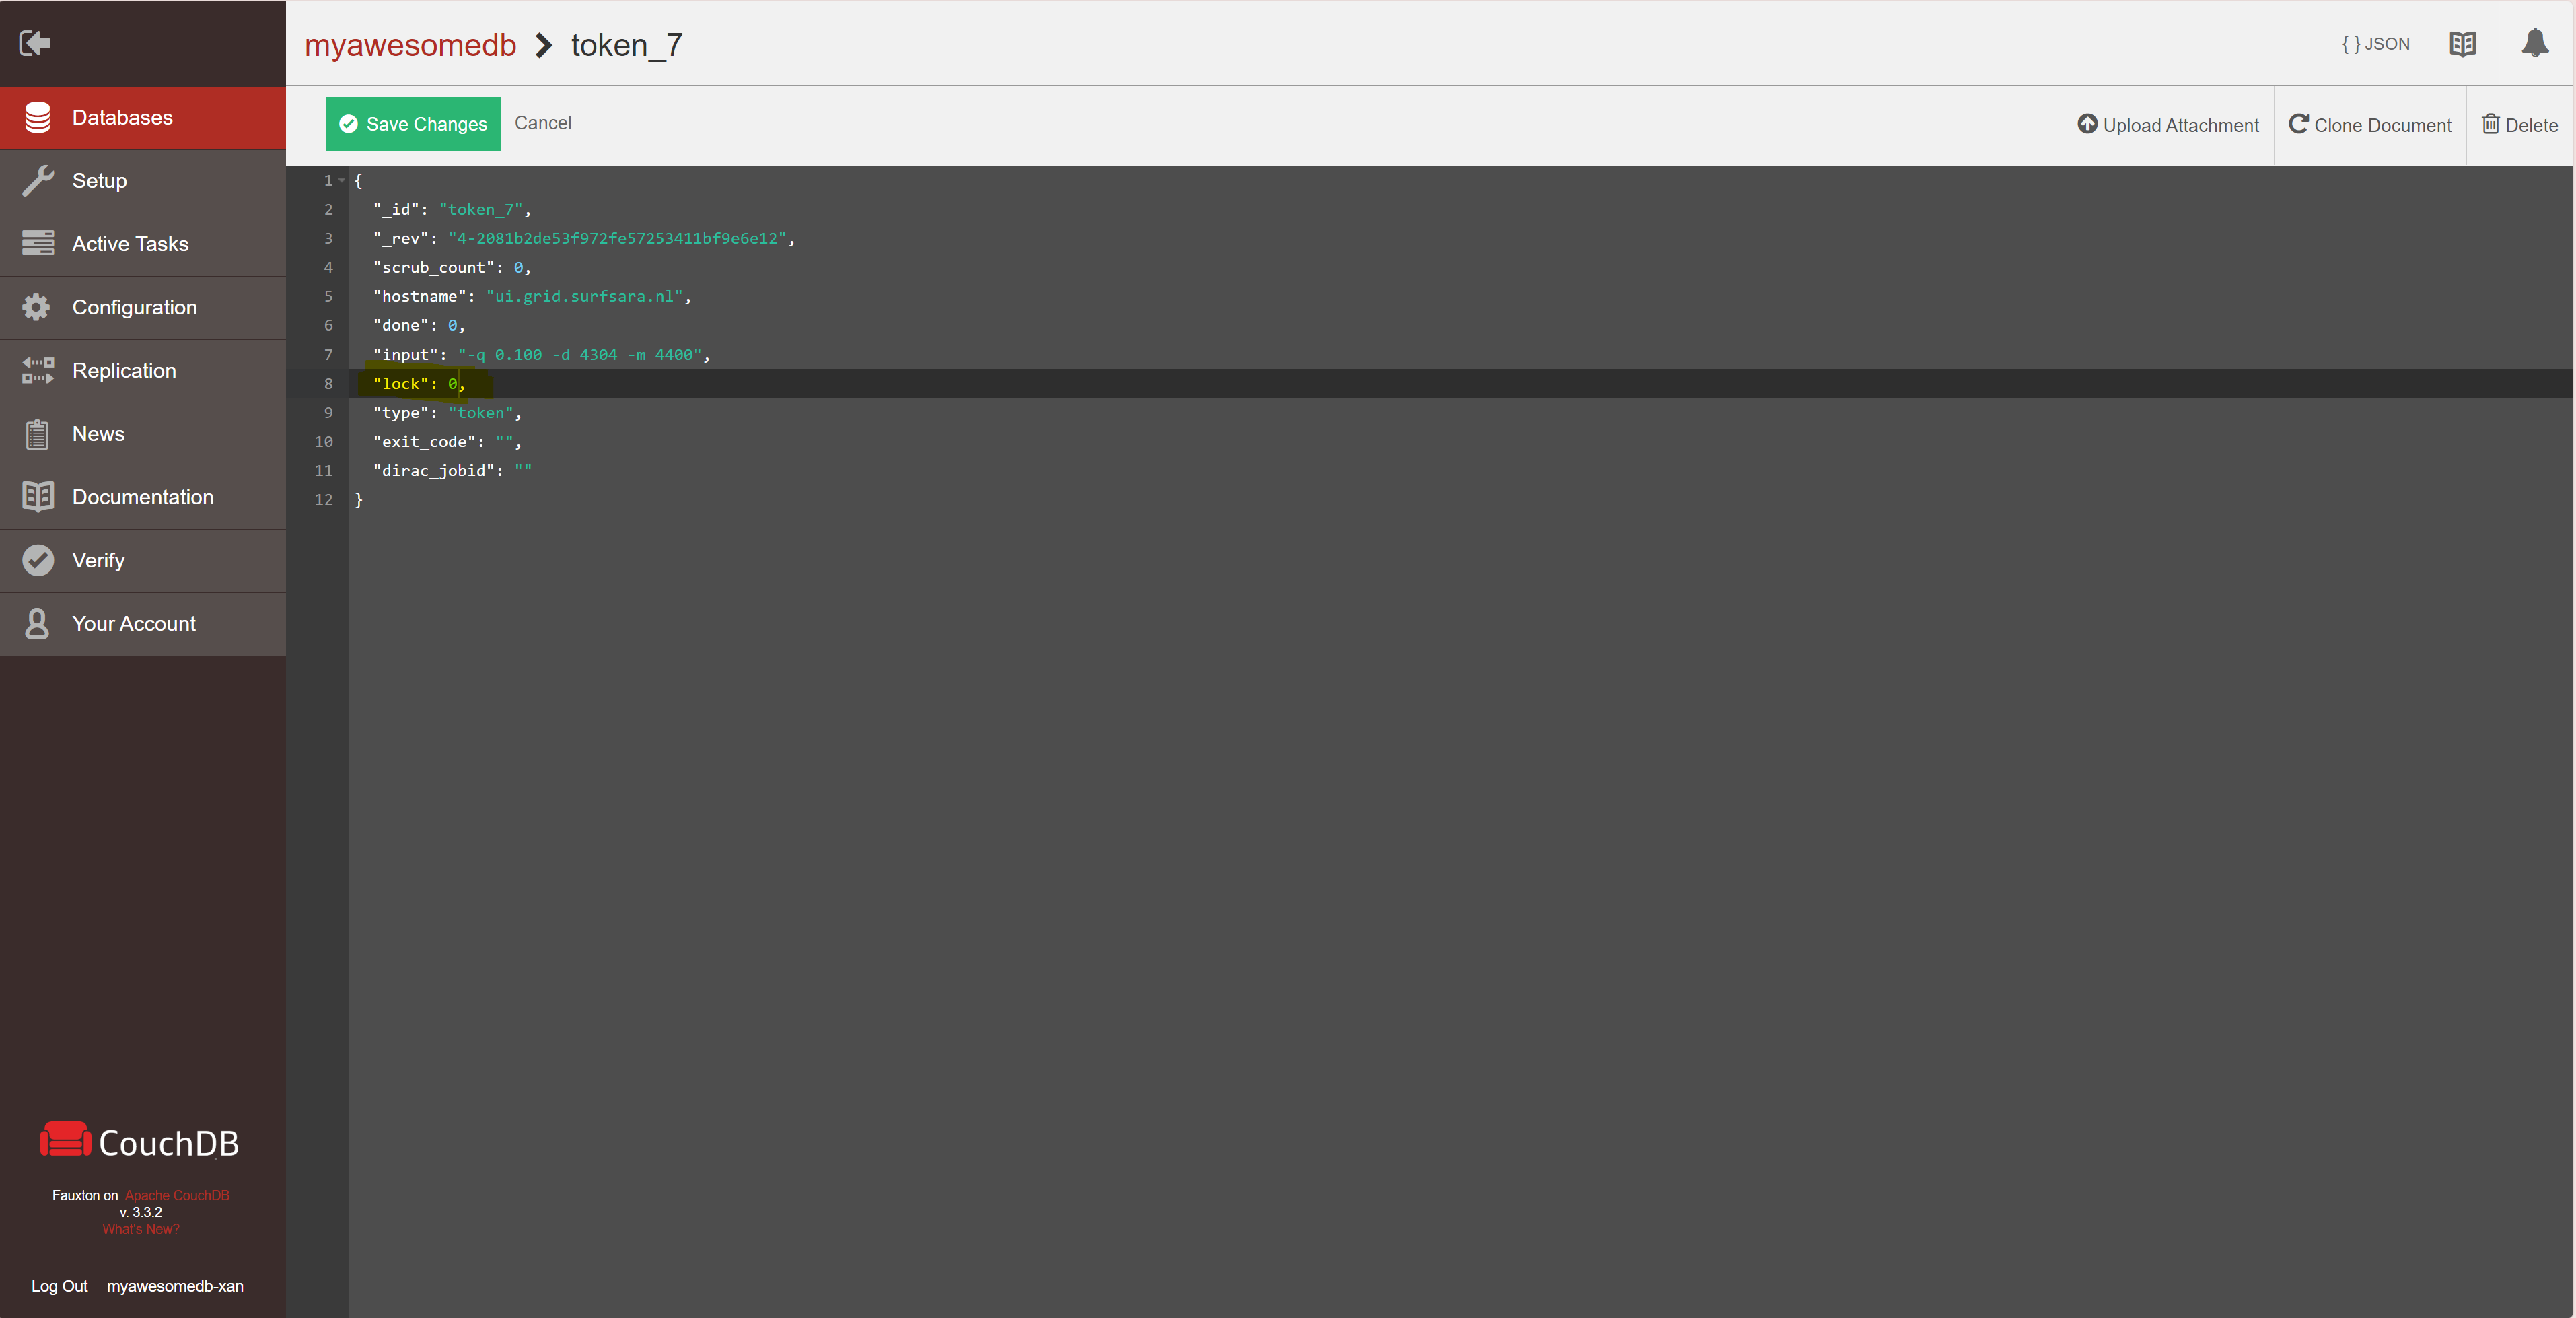 myawesomedb > token_7
{ } JSON
Databases
Setup
Active Tasks
Configuration
Replication
News
Documentation
Verify
Your Account
Save Changes
Cancel
Upload Attachment
Clone Document
Delete
1 {
2 "_id": "token_7",
3 "_rev": "4-2081b2de53f972fe57253411bf9e6e12",
4 "scrub_count": 0,
5 "hostname": "ui.grid.surfsara.nl",
6 "done": 0,
7 "input": "-q 0.100 -d 4304 -m 4400",
8 "lock": 0,
9 "type": "token",
10 "exit_code": "",
11 "dirac_jobid": ""
12 }
CouchDB
Fauxton on Apache CouchDB
v. 3.3.2
What's New?
Log Out myawesomedb-xan